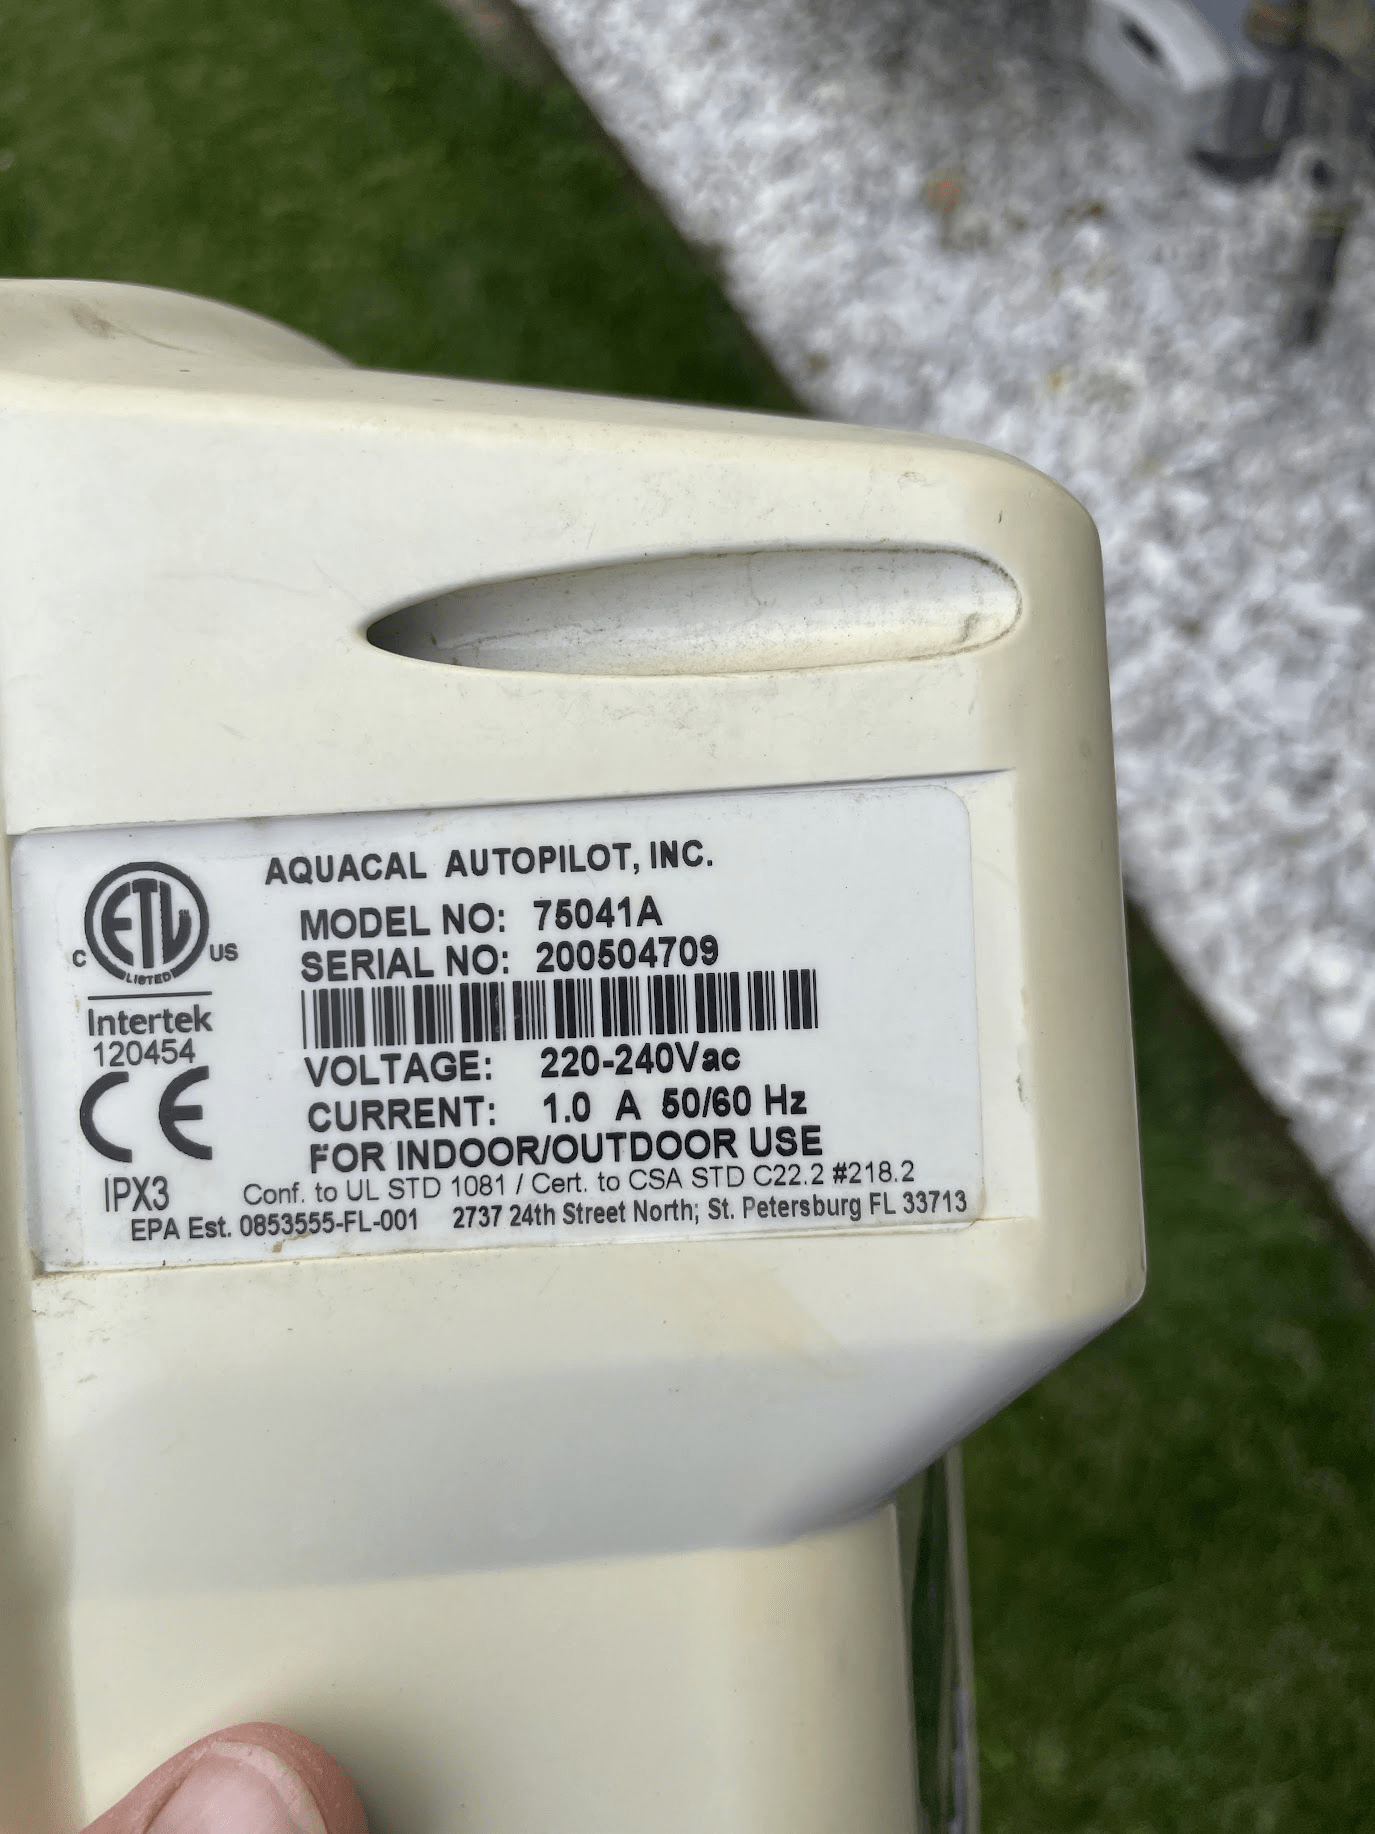 AQUACAL AUTOPILOT, INC.
MODEL NO: 75041A
SERIAL NO: 200504709
VOLTAGE: 220-240Vac
CURRENT: 1.0 A 50/60 Hz
FOR INDOOR/OUTDOOR USE
Conf. to UL STD 1081 / Cert. to CSA STD C22.2 #218.2
EPA Est. 0853555-FL-001 2737 24th Street North; St. Petersburg FL 33713
C ETL US
LISTED
Intertek
120454
CE
IPX3